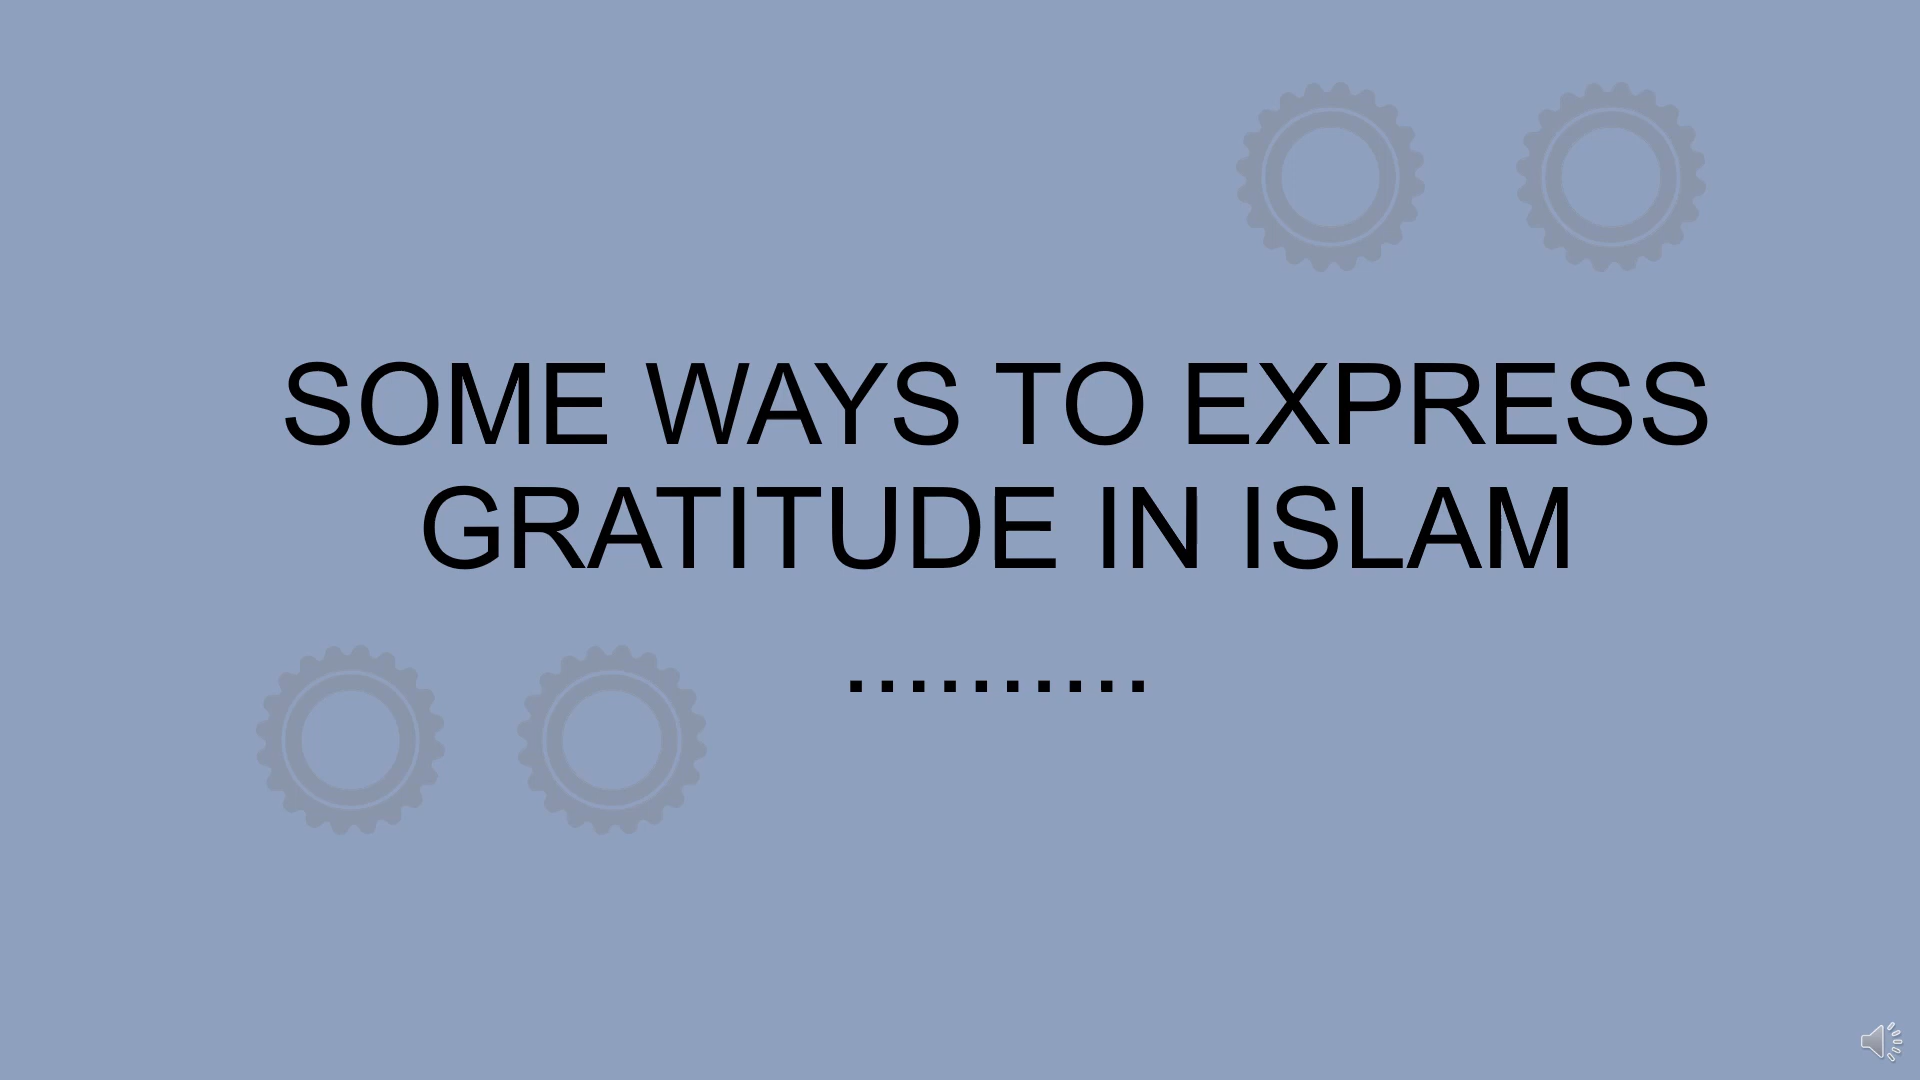 SOME WAYS TO EXPRESS
GRATITUDE IN ISLAM
..........